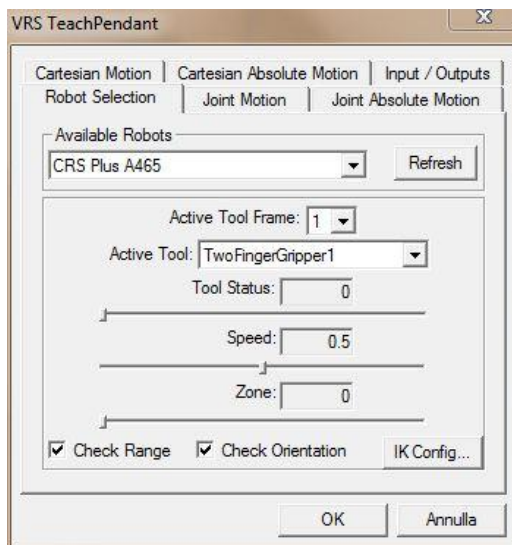 VRS TeachPendant
Cartesian Motion Cartesian Absolute Motion Input / Outputs
Robot Selection Joint Motion Joint Absolute Motion
Available Robots
CRS Plus A465 Refresh
Active Tool Frame: 1
Active Tool: TwoFingerGripper1
Tool Status: 0
Speed: 0.5
Zone: 0
Check Range Check Orientation IK Config...
OK Annulla